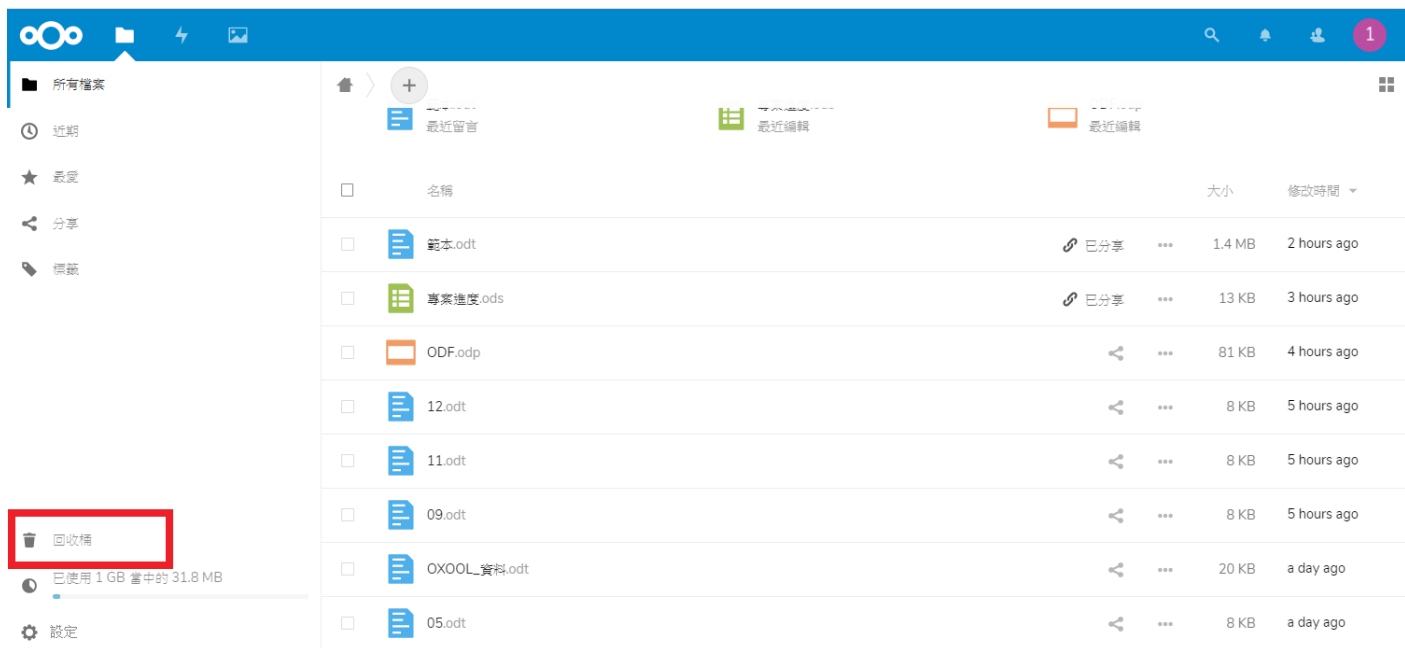 1
所有檔案
近期
最愛
分享
標籤
最近留言
最近編輯
最近編輯
名稱 大小 修改時間
範本.odt 已分享 1.4 MB 2 hours ago
專案進度.ods 已分享 13 KB 3 hours ago
ODF.odp 81 KB 4 hours ago
12.odt 8 KB 5 hours ago
11.odt 8 KB 5 hours ago
09.odt 8 KB 5 hours ago
OXOOL_資料.odt 20 KB a day ago
05.odt 8 KB a day ago
回收桶
已使用 1 GB 當中的 31.8 MB
設定